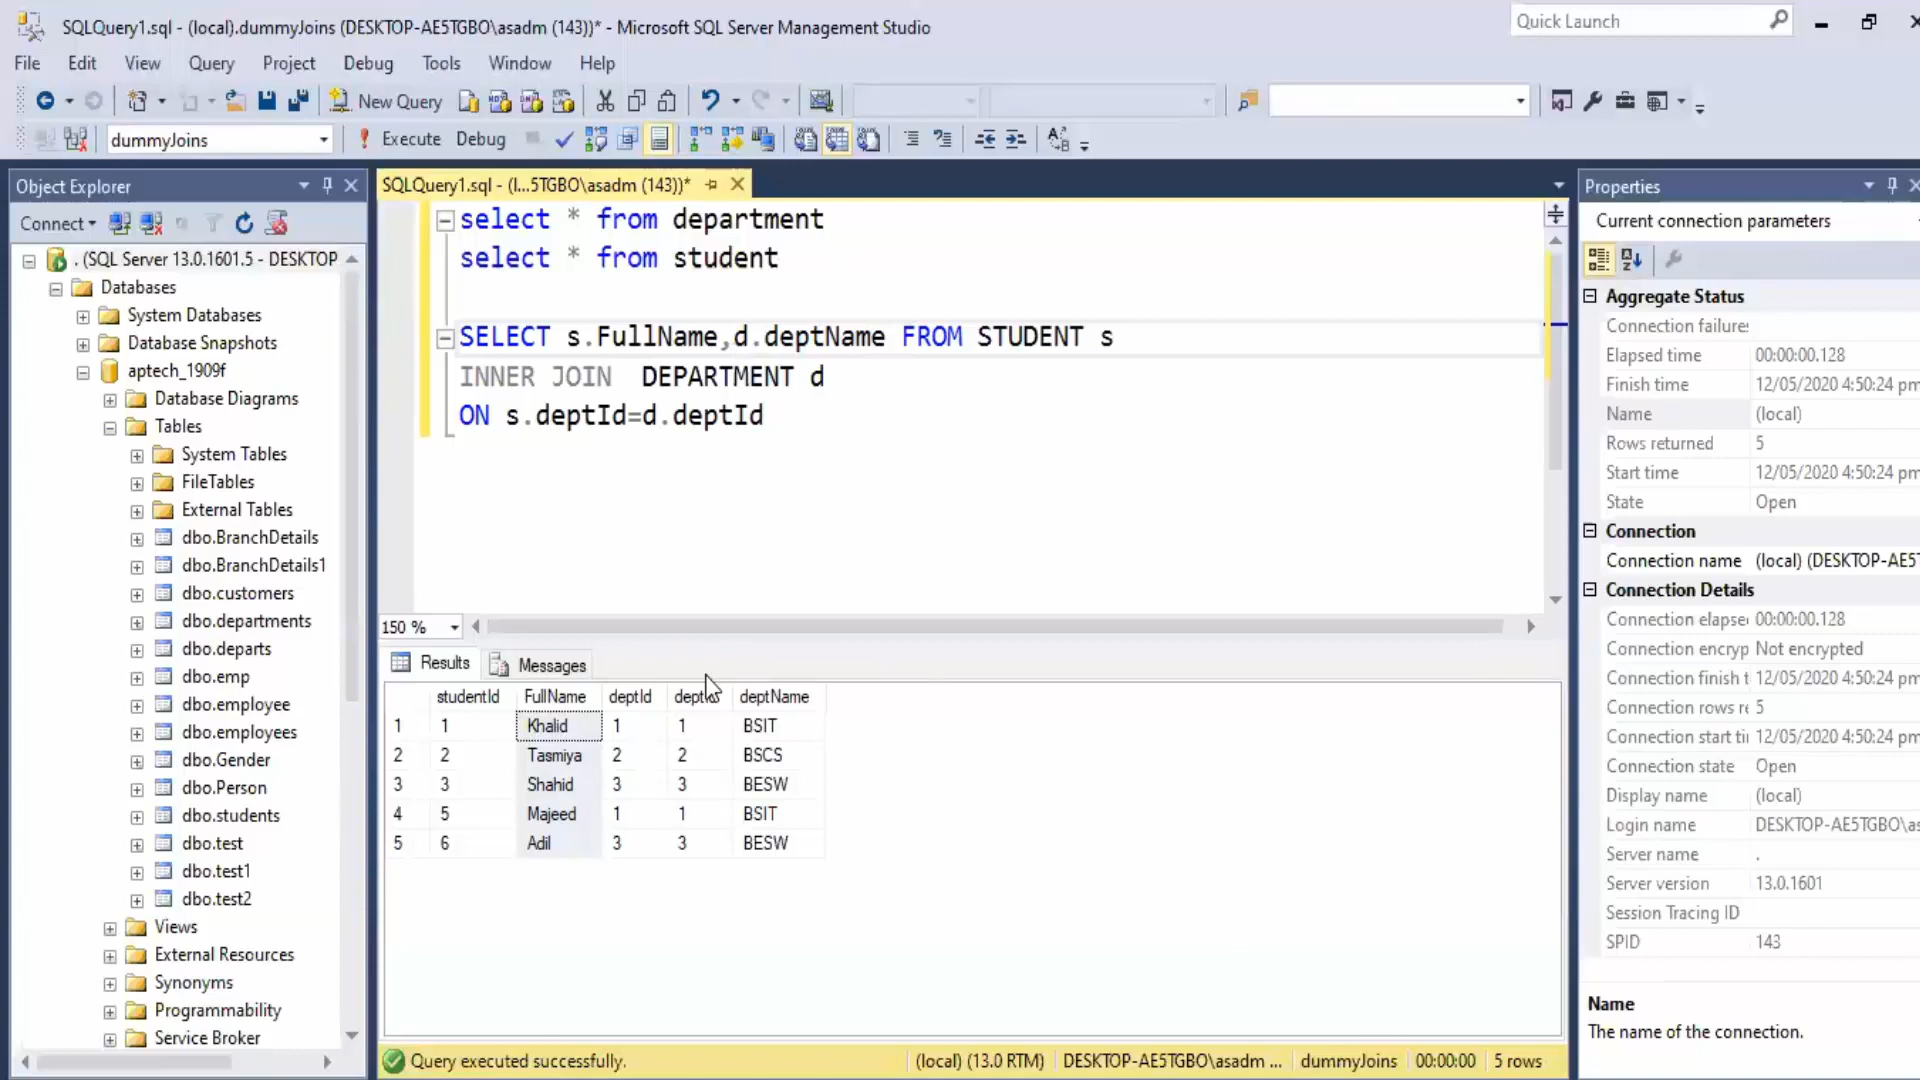 SQLQuery1.sql - (local).dummyJoins (DESKTOP-AE5TGBO\asadm (143))* - Microsoft SQL Server Management Studio
Quick Launch
File Edit View Query Project Debug Tools Window Help
New Query
dummyJoins
Execute Debug
Object Explorer
Connect
. (SQL Server 13.0.1601.5 - DESKTOP
Databases
System Databases
Database Snapshots
aptech_1909f
Database Diagrams
Tables
System Tables
FileTables
External Tables
dbo.BranchDetails
dbo.BranchDetails1
dbo.customers
dbo.departments
dbo.departs
dbo.emp
dbo.employee
dbo.employees
dbo.Gender
dbo.Person
dbo.students
dbo.test
dbo.test1
dbo.test2
Views
External Resources
Synonyms
Programmability
Service Broker
SQLQuery1.sql - (l...5TGBO\asadm (143))*
select * from department
select * from student
SELECT s.FullName,d.deptName FROM STUDENT s
INNER JOIN  DEPARTMENT d
ON s.deptId=d.deptId
150 %
Results Messages
studentId FullName deptId deptName
1 1 Khalid 1 1 BSIT
2 2 Tasmiya 2 2 BSCS
3 3 Shahid 3 3 BESW
4 5 Majeed 1 1 BSIT
5 6 Adil 3 3 BESW
Query executed successfully. (local) (13.0 RTM) DESKTOP-AE5TGBO\asadm ... dummyJoins 00:00:00 5 rows
Properties
Current connection parameters
Aggregate Status
Connection failures
Elapsed time 00:00:00.128
Finish time 12/05/2020 4:50:24 pm
Name (local)
Rows returned 5
Start time 12/05/2020 4:50:24 pm
State Open
Connection
Connection name (local) (DESKTOP-AE5T
Connection Details
Connection elapse 00:00:00.128
Connection encryp Not encrypted
Connection finish t 12/05/2020 4:50:24 pm
Connection rows re 5
Connection start ti 12/05/2020 4:50:24 pm
Connection state Open
Display name (local)
Login name DESKTOP-AE5TGBO\as
Server name .
Server version 13.0.1601
Session Tracing ID
SPID 143
Name
The name of the connection.